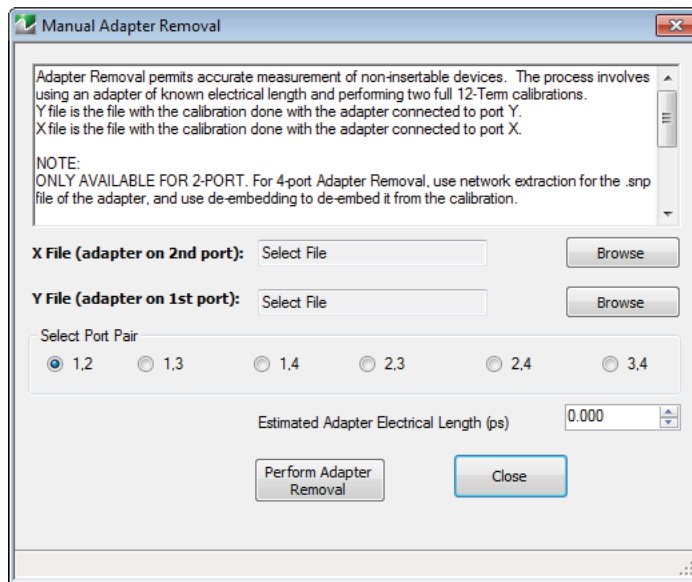 Manual Adapter Removal
Adapter Removal permits accurate measurement of non-insertable devices.  The process involves
using an adapter of known electrical length and performing two full 12-Term calibrations.
Y file is the file with the calibration done with the adapter connected to port Y.
X file is the file with the calibration done with the adapter connected to port X.
NOTE:
ONLY AVAILABLE FOR 2-PORT. For 4-port Adapter Removal, use network extraction for the .snp
file of the adapter, and use de-embedding to de-embed it from the calibration.
X File (adapter on 2nd port): Select File Browse
Y File (adapter on 1st port): Select File Browse
Select Port Pair
1,2 1,3 1,4 2,3 2,4 3,4
Estimated Adapter Electrical Length (ps) 0.000
Perform Adapter
Removal
Close